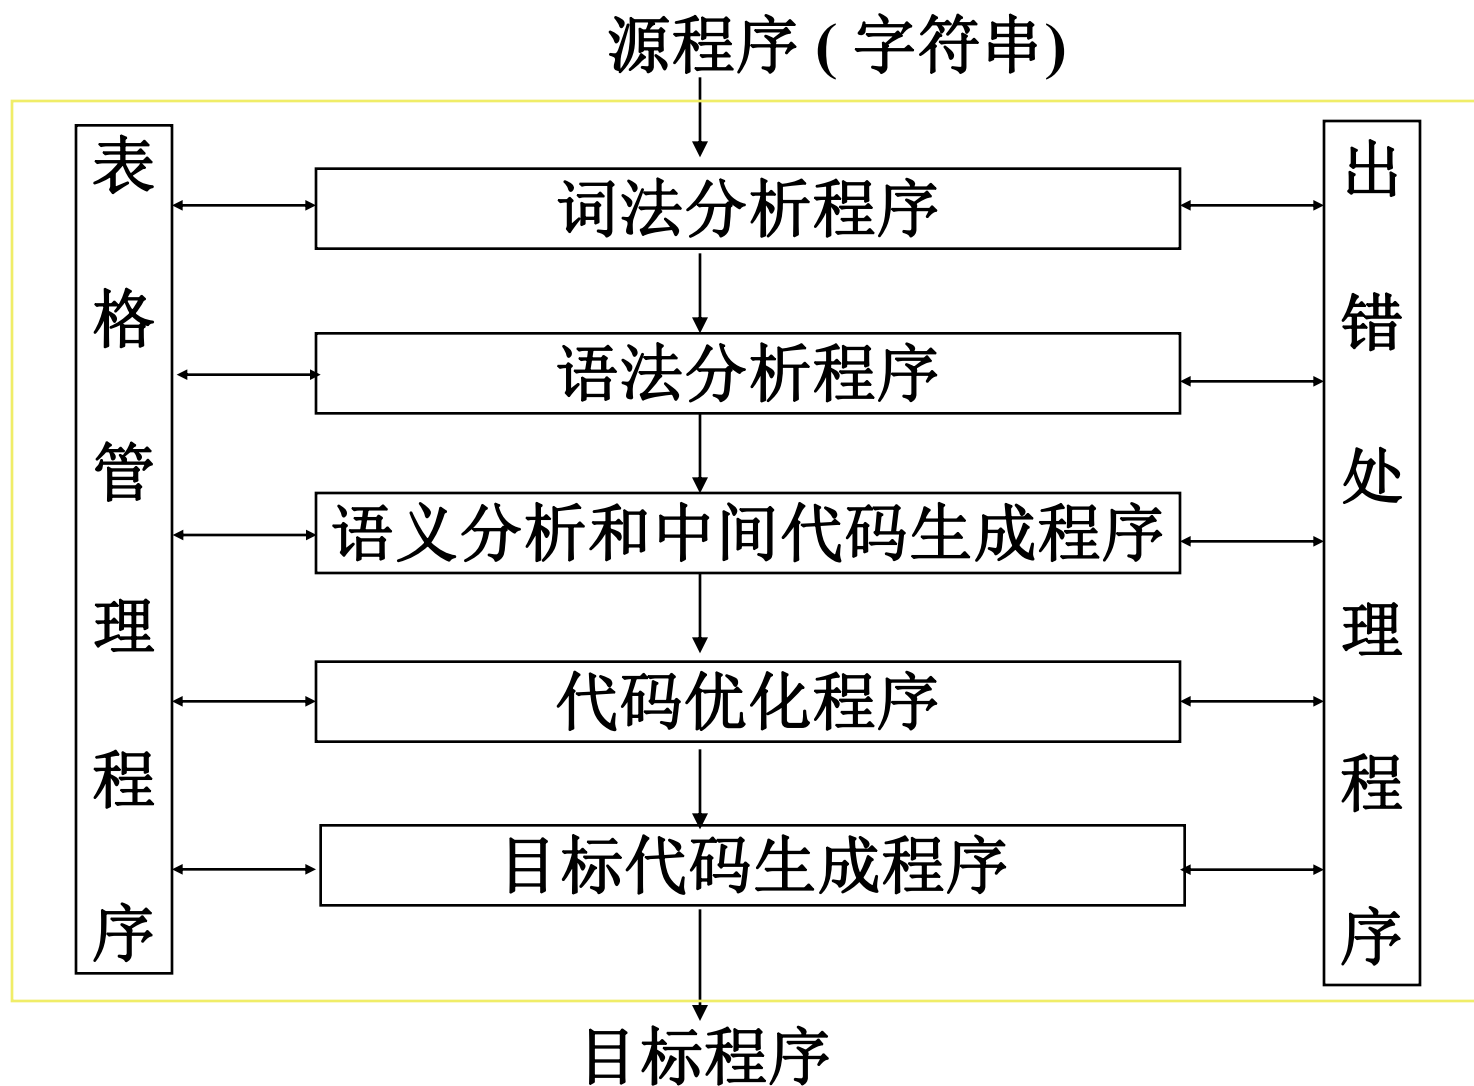 源程序(字符串)
表格管理程序
词法分析程序
语法分析程序
语义分析和中间代码生成程序
代码优化程序
目标代码生成程序
出错处理程序
目标程序